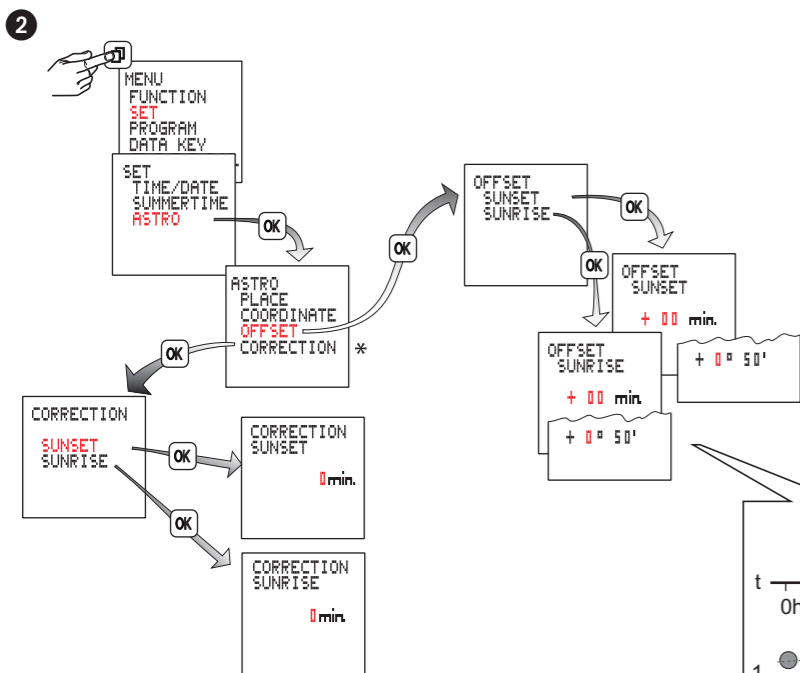 2
MENU
FUNCTION
SET
PROGRAM
DATA KEY
SET
TIME/DATE
SUMMERTIME
ASTRO
OK
ASTRO
PLACE
COORDINATE
OFFSET
CORRECTION *
OK
OFFSET
SUNSET
SUNRISE
OK
OK
OFFSET
SUNSET
+ 00 min.
+ 0° 50'
OFFSET
SUNRISE
+ 00 min.
+ 0° 50'
OK
CORRECTION
SUNSET
SUNRISE
OK
CORRECTION
SUNSET
0min.
OK
CORRECTION
SUNRISE
0min.
t
0h
1